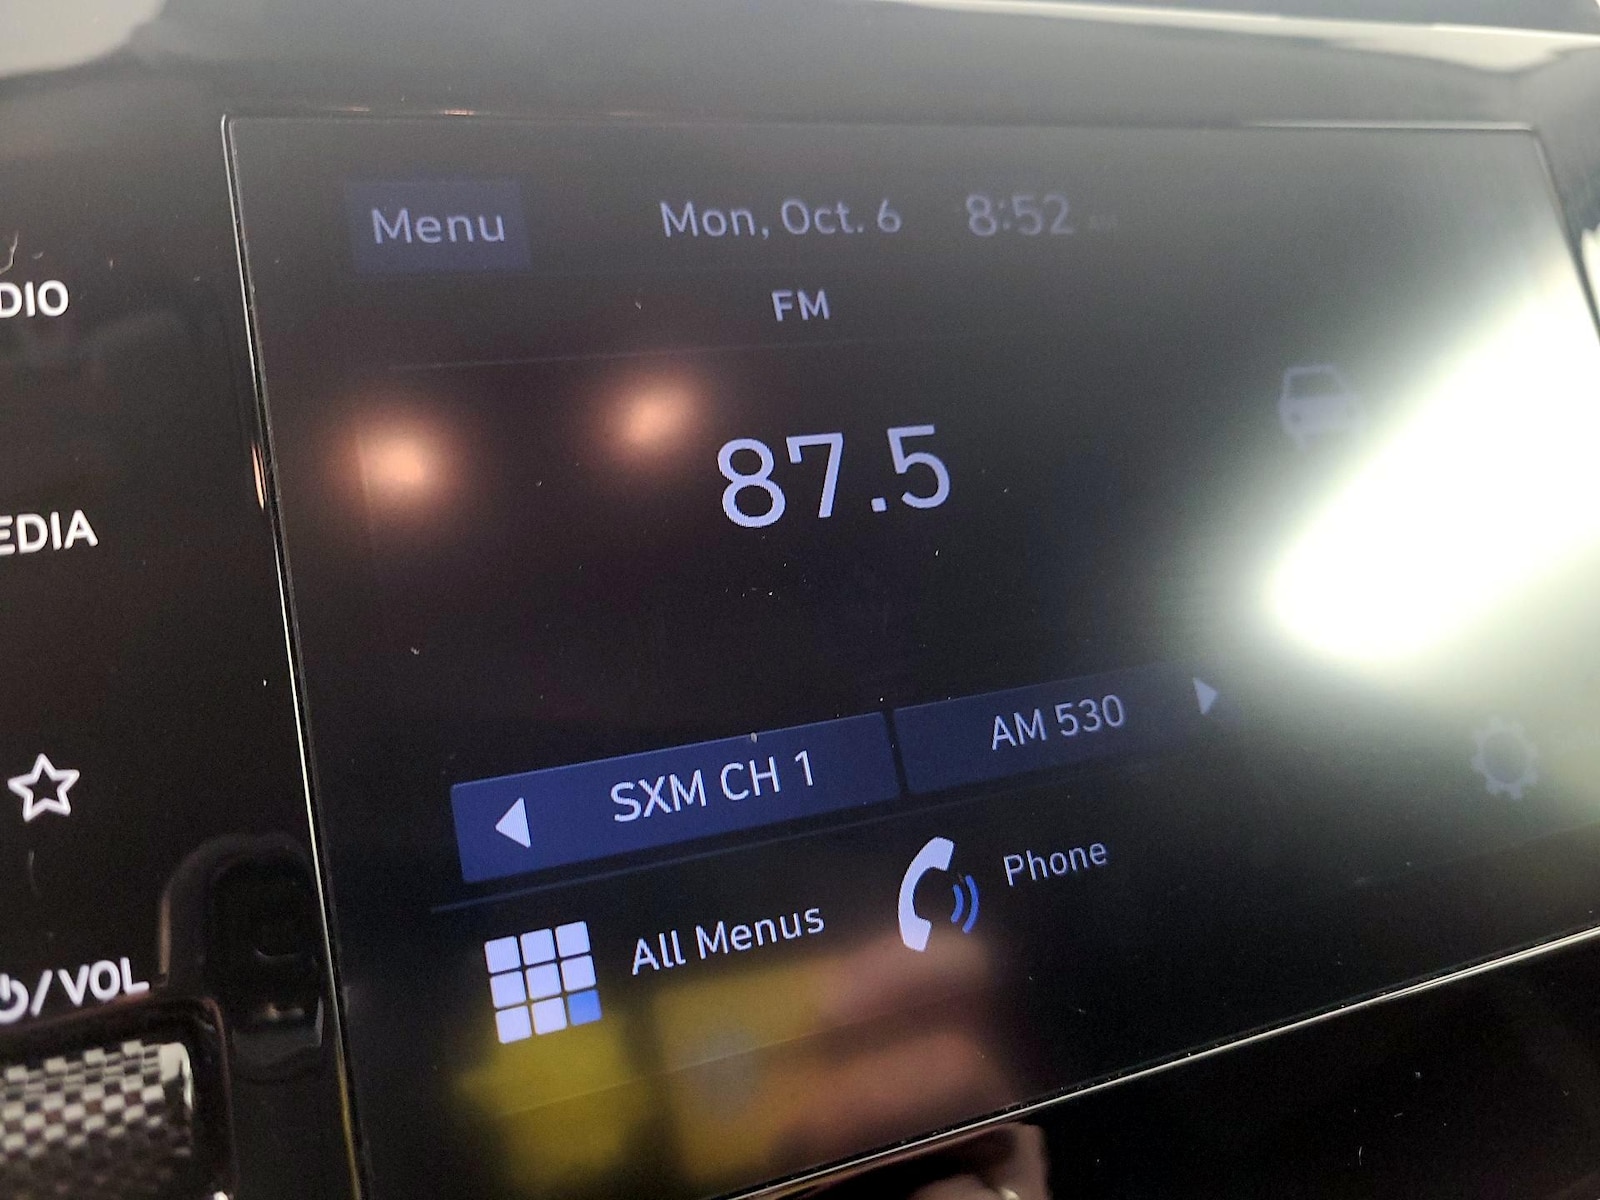 Menu
Mon, Oct. 6 8:52
FM
DIO
87.5
EDIA
SXM CH 1
AM 530
All Menus
Phone
/VOL